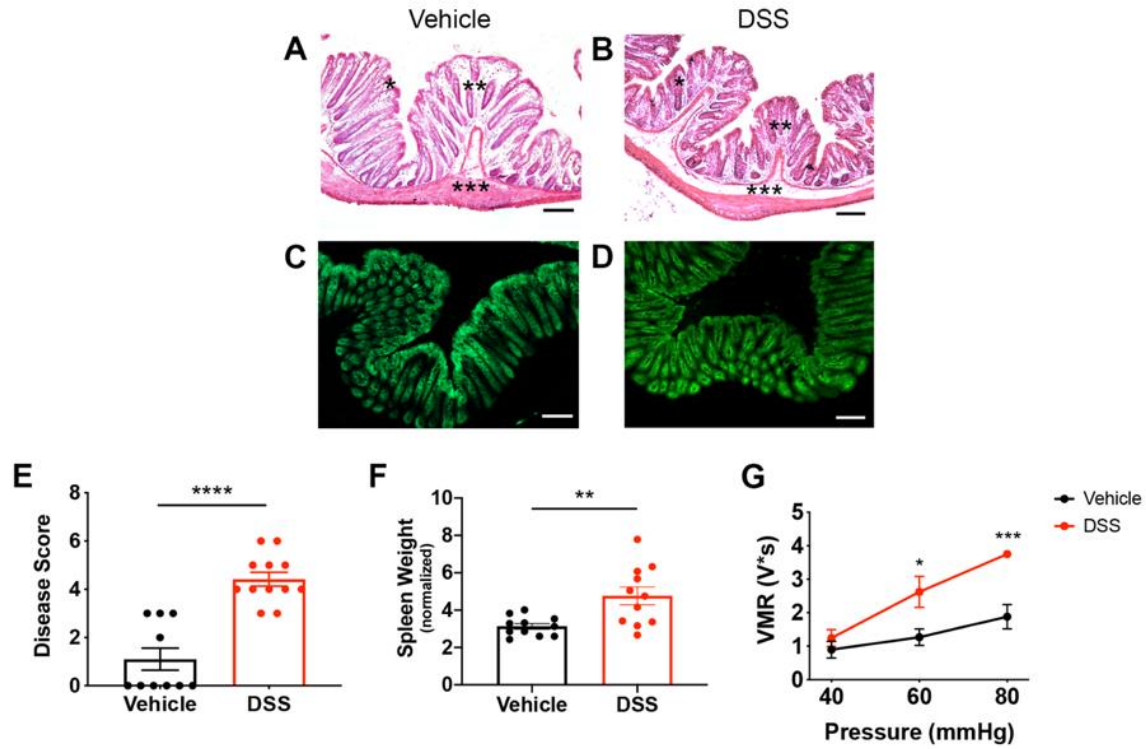 Vehicle
DSS
A
*
**
***
B
*
**
***
C
D
E
Disease Score
8
6
4
2
0
****
Vehicle
DSS
F
Spleen Weight
(normalized)
10
8
6
4
2
0
**
Vehicle
DSS
G
VMR (V*s)
5
4
3
2
1
0
*
***
40
60
80
Pressure (mmHg)
Vehicle
DSS